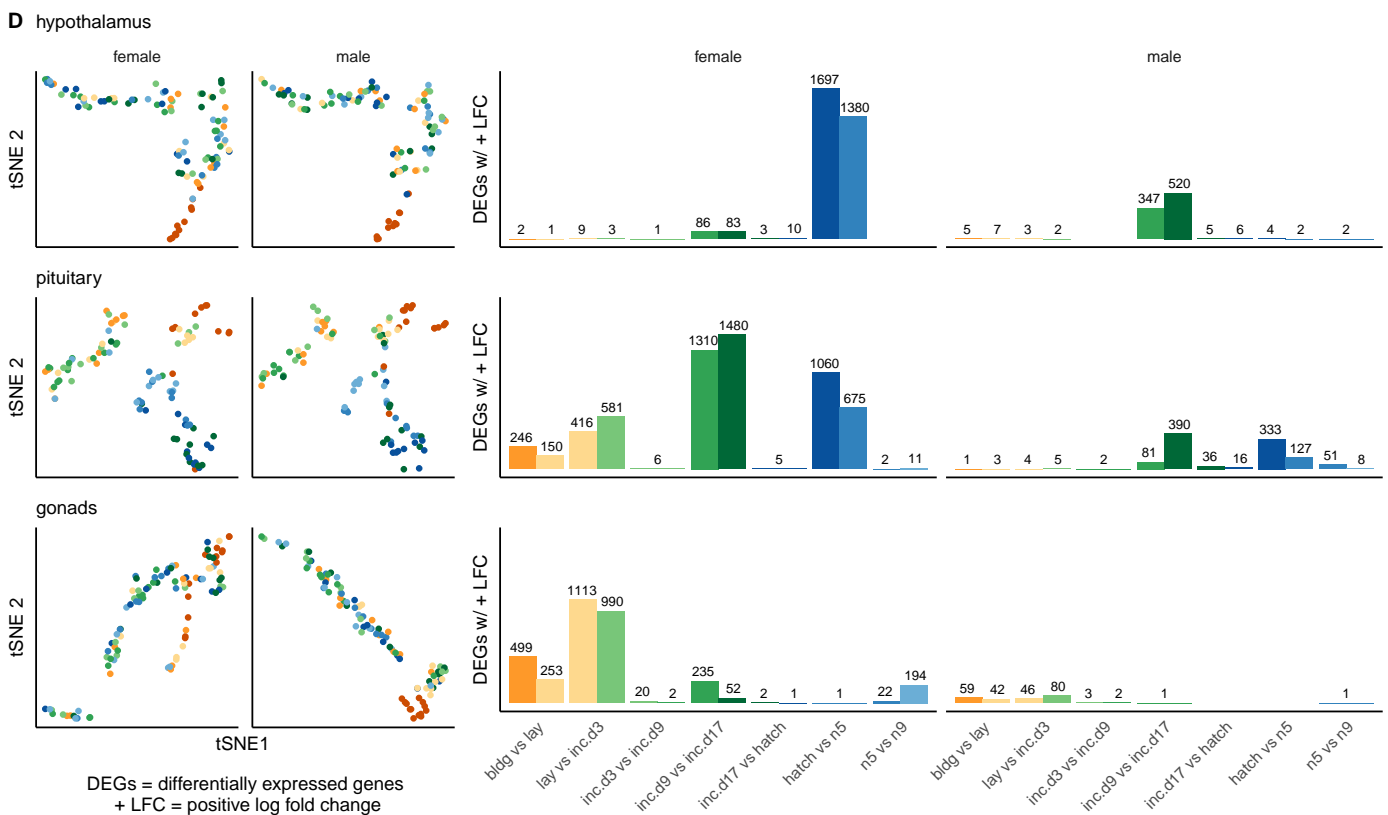 D hypothalamus
female male female male
tSNE 2
DEGs w/ + LFC
2 1 9 3 1 86 83 3 10 1697 1380
5 7 3 2 347 520 5 6 4 2 2
pituitary
tSNE 2
DEGs w/ + LFC
246 150 416 581 6 1310 1480 5 1060 675 2 11
1 3 4 5 2 81 390 36 16 333 127 51 8
gonads
tSNE 2
DEGs w/ + LFC
499 253 1113 990 20 2 235 52 2 1 1 22 194
59 42 46 80 3 2 1 1
tSNE1
bldg vs lay
lay vs inc.d3
inc.d3 vs inc.d9
inc.d9 vs inc.d17
inc.d17 vs hatch
hatch vs n5
n5 vs n9
bldg vs lay
lay vs inc.d3
inc.d3 vs inc.d9
inc.d9 vs inc.d17
inc.d17 vs hatch
hatch vs n5
n5 vs n9
DEGs = differentially expressed genes
+ LFC = positive log fold change